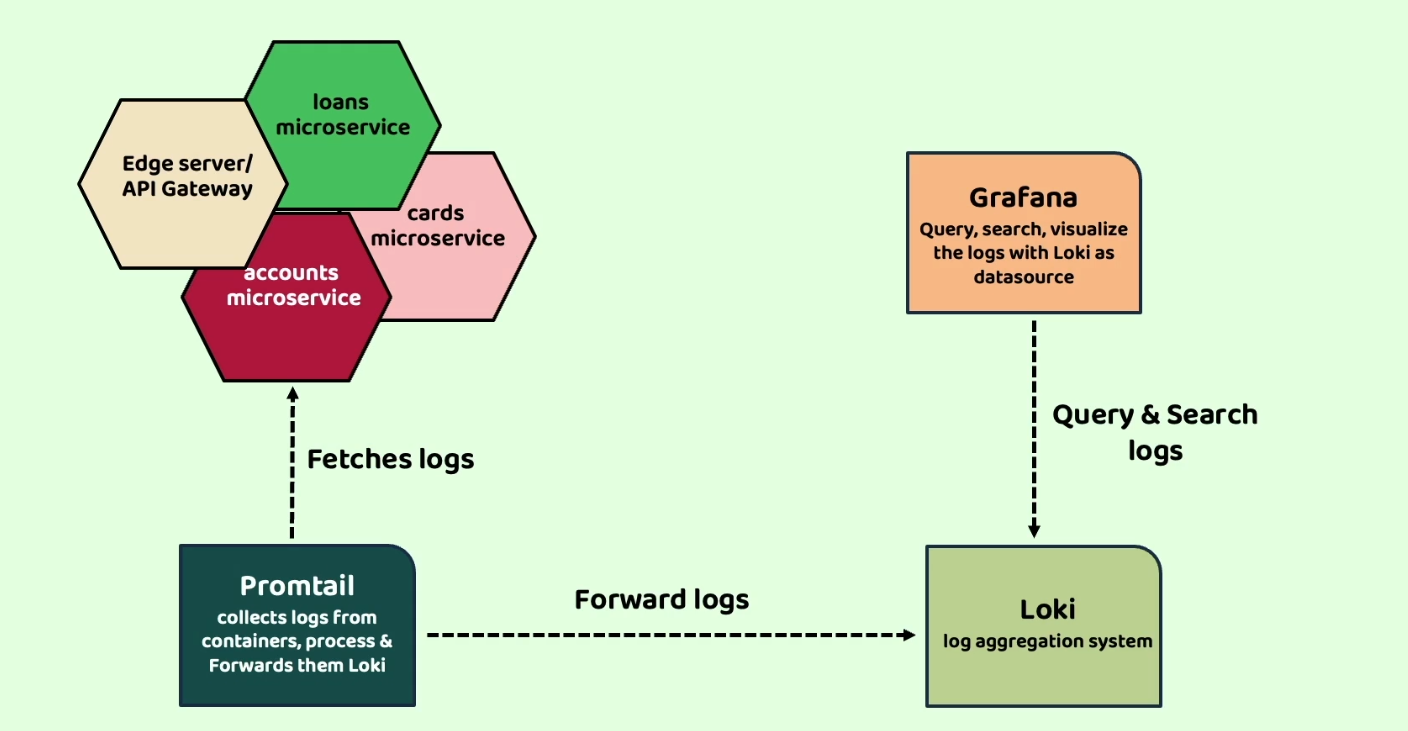 loans
microservice
Edge server/
API Gateway
cards
microservice
accounts
microservice
Grafana
Query, search, visualize
the logs with Loki as
datasource
Query & Search
logs
Fetches logs
Promtail
collects logs from
containers, process &
Forwards them Loki
Forward logs
Loki
log aggregation system